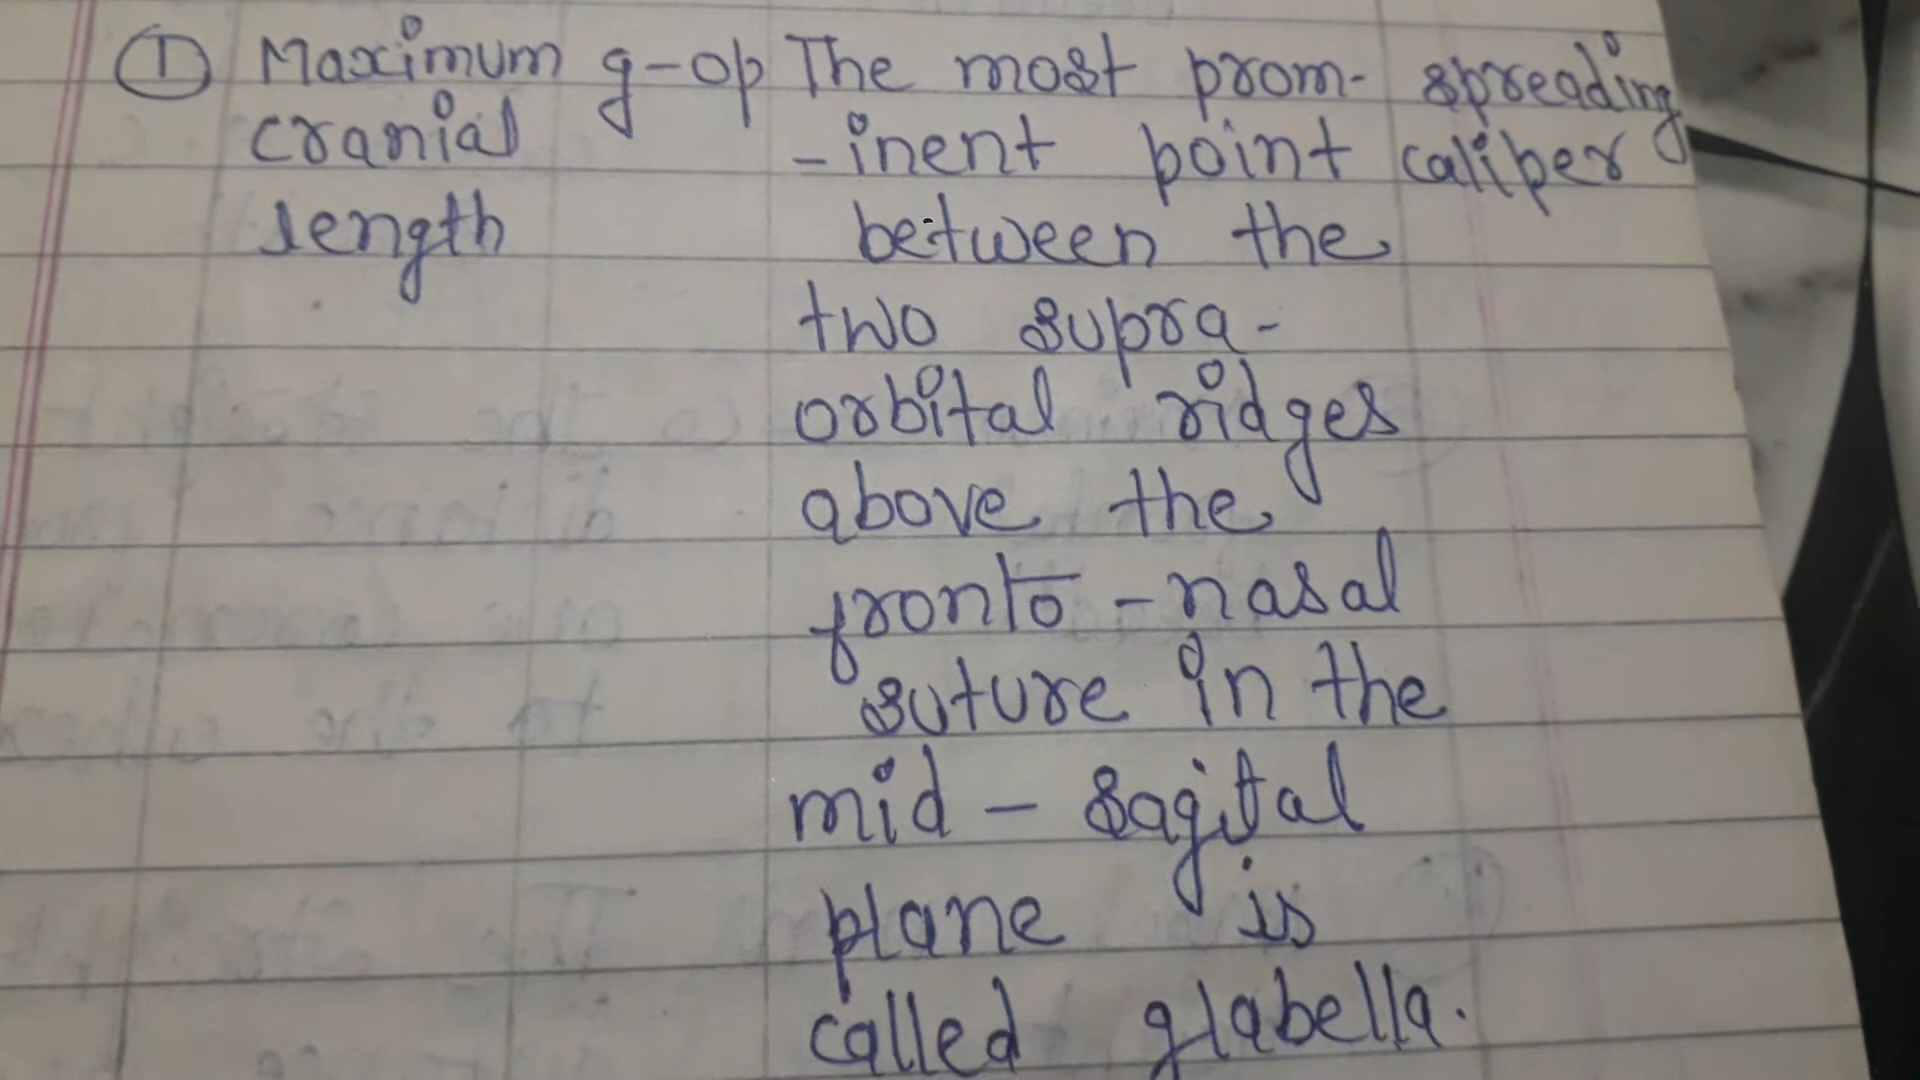 ① Maximum g-op The most prom- spreading
cranial -inent point caliper
length between the
two supra-
orbital ridges
above the
fronto-nasal
suture in the
mid - sagital
plane is
called glabella.